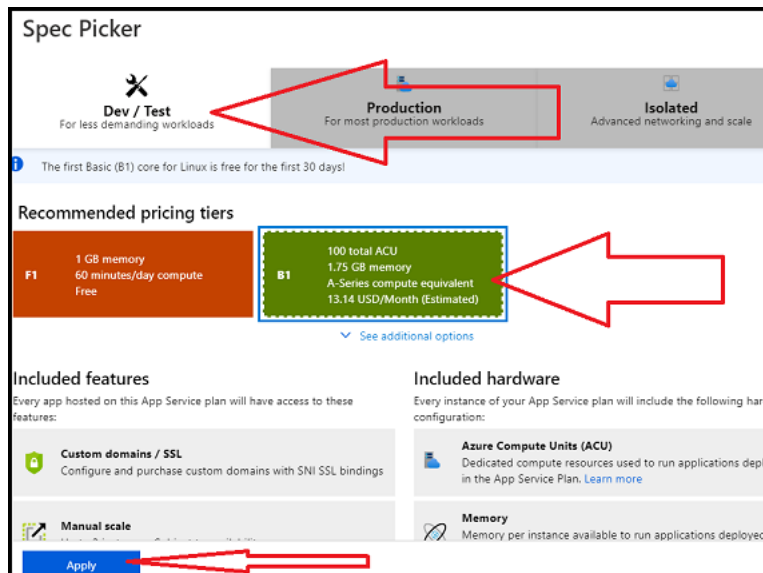 Spec Picker
Dev / Test
For less demanding workloads
Production
For most production workloads
Isolated
Advanced networking and scale
The first Basic (B1) core for Linux is free for the first 30 days!
Recommended pricing tiers
F1
1 GB memory
60 minutes/day compute
Free
B1
100 total ACU
1.75 GB memory
A-Series compute equivalent
13.14 USD/Month (Estimated)
See additional options
Included features
Every app hosted on this App Service plan will have access to these
features:
Custom domains / SSL
Configure and purchase custom domains with SNI SSL bindings
Manual scale
Included hardware
Every instance of your App Service plan will include the following har
configuration:
Azure Compute Units (ACU)
Dedicated compute resources used to run applications depl
in the App Service Plan. Learn more
Memory
Memory per instance available to run applications deployed
Apply